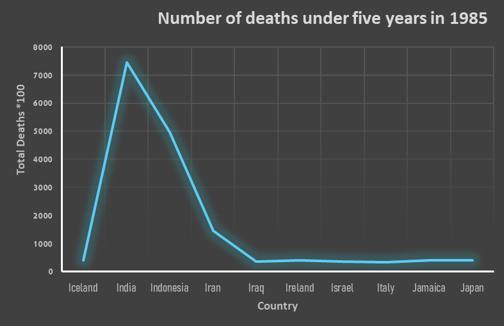 Number of deaths under five years in 1985
Total Deaths *100
8000
7000
6000
5000
4000
3000
2000
1000
0
Iceland India Indonesia Iran Iraq Ireland Israel Italy Jamaica Japan
Country